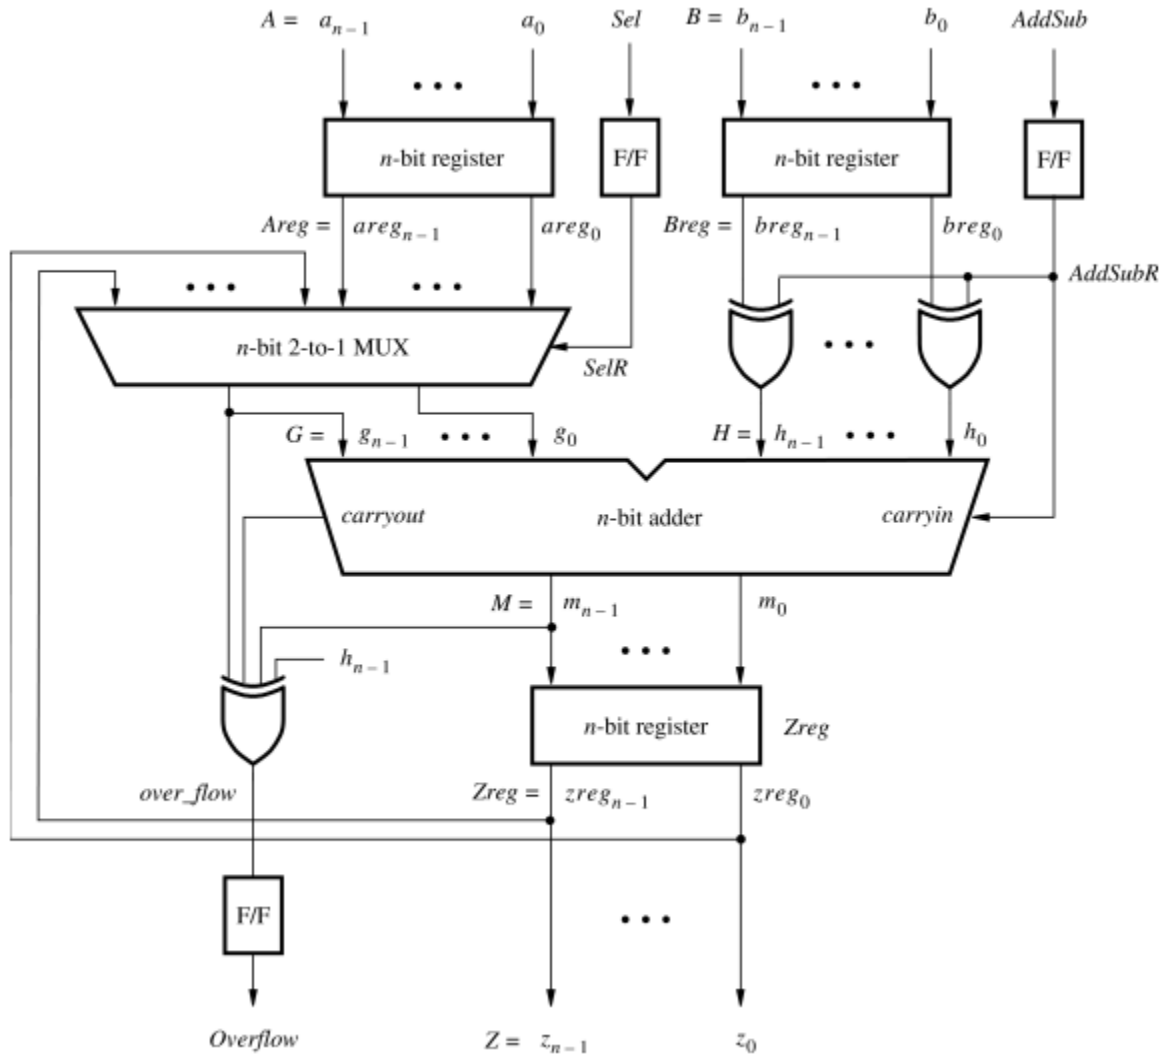 A = a_{n-1} a_0 Sel B = b_{n-1} b_0 AddSub
• • • • • •
n-bit register F/F n-bit register F/F
Areg = areg_{n-1} areg_0 Breg = breg_{n-1} breg_0
AddSubR
• • • • • •
n-bit 2-to-1 MUX • • •
SelR
G = g_{n-1} • • • g_0 H = h_{n-1} • • • h_0
carryout n-bit adder carryin
M = m_{n-1} m_0
• • •
h_{n-1}
n-bit register Zreg
over_flow Zreg = zreg_{n-1} zreg_0
F/F • • •
Overflow Z = z_{n-1} z_0